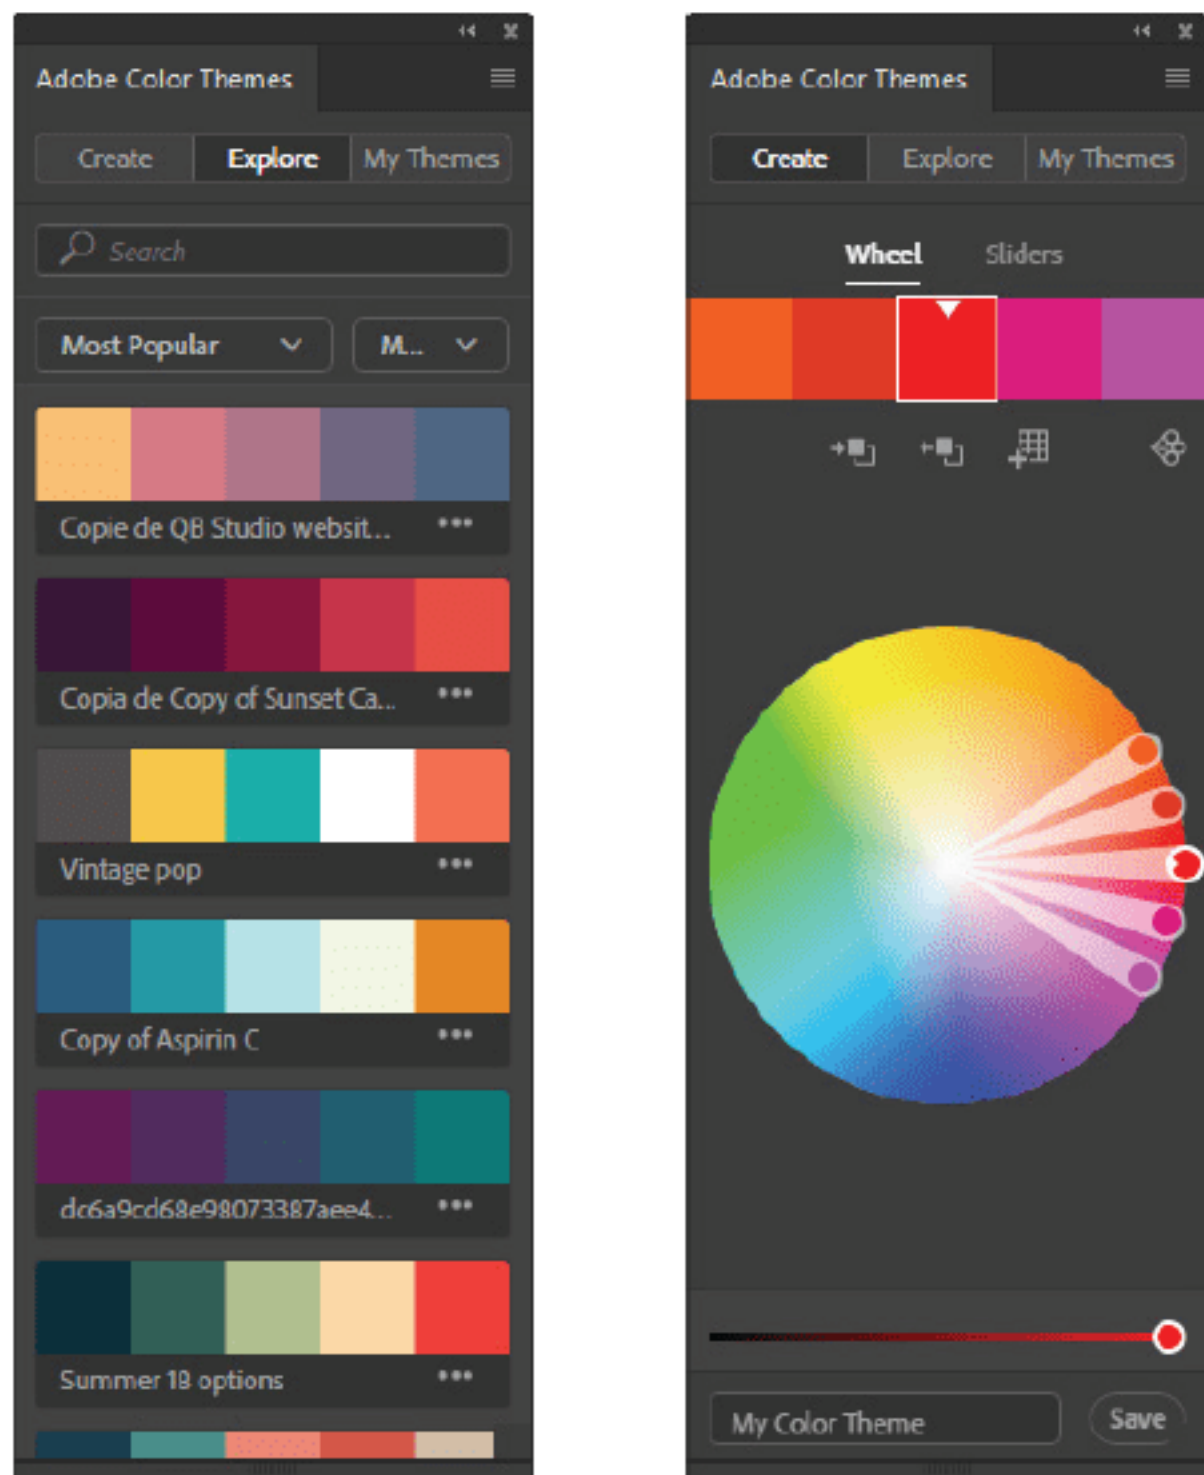 Adobe Color Themes
Create Explore My Themes
Search
Most Popular M...
Copie de QB Studio websit...
Copia de Copy of Sunset Ca...
Vintage pop
Copy of Aspirin C
dc6a9cd68e98073387aee4...
Summer 18 options
Adobe Color Themes
Create Explore My Themes
Wheel Sliders
My Color Theme Save